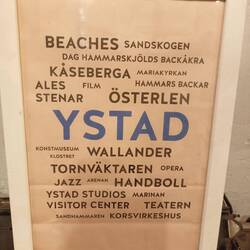 BEACHES SANDSKOGEN
DAG HAMMARSKJÖLDS BACKÅKRA
KÅSEBERGA MARIAKYRKAN
ALES FILM HAMMARS BACKAR
STENAR ÖSTERLEN
YSTAD
KONSTMUSEUM WALLANDER
KLOSTRET
TORNVÄKTAREN OPERA
JAZZ ARENAN HANDBOLL
YSTAD STUDIOS MARINAN
VISITOR CENTER TEATERN
SANDHAMMAREN KORSVIRKESHUS